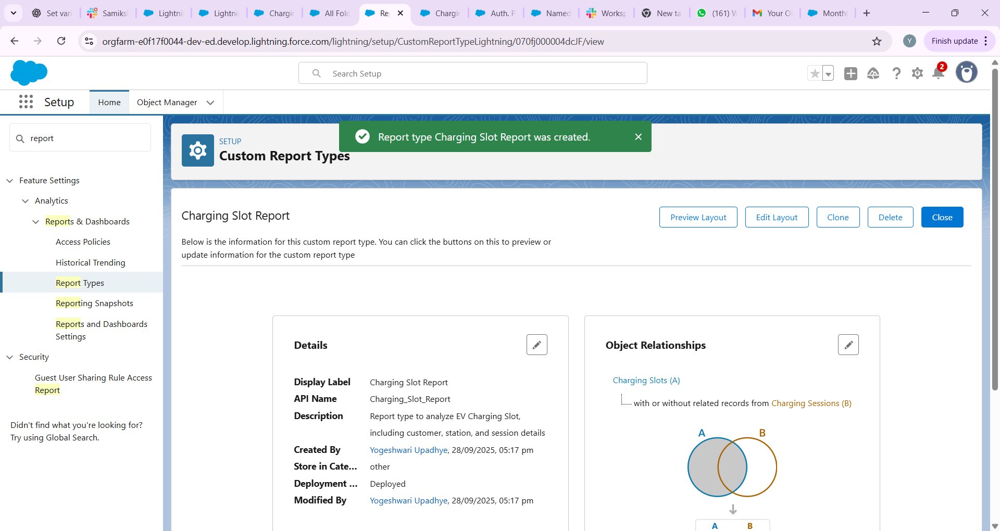 Set vari
Samiksh
Lightnin
Lightnin
Chargin
All Fold
Re
Chargin
Auth. P
Named
Worksp
New ta
(161) W
Your O
Monthl
orgfarm-e0f17f0044-dev-ed.develop.lightning.force.com/lightning/setup/CustomReportTypeLightning/070fj000004dcJF/view
Y
Finish update
Search Setup
2
Setup
Home
Object Manager
report
Feature Settings
Analytics
Reports & Dashboards
Access Policies
Historical Trending
Report Types
Reporting Snapshots
Reports and Dashboards
Settings
Security
Guest User Sharing Rule Access
Report
Didn't find what you're looking for?
Try using Global Search.
SETUP
Custom Report Types
Report type Charging Slot Report was created.
Charging Slot Report
Preview Layout
Edit Layout
Clone
Delete
Close
Below is the information for this custom report type. You can click the buttons on this to preview or
update information for the custom report type
Details
Display Label Charging Slot Report
API Name Charging_Slot_Report
Description Report type to analyze EV Charging Slot,
including customer, station, and session details
Created By Yogeshwari Upadhye, 28/09/2025, 05:17 pm
Store in Cate... other
Deployment ... Deployed
Modified By Yogeshwari Upadhye, 28/09/2025, 05:17 pm
Object Relationships
Charging Slots (A)
with or without related records from Charging Sessions (B)
A B
A B